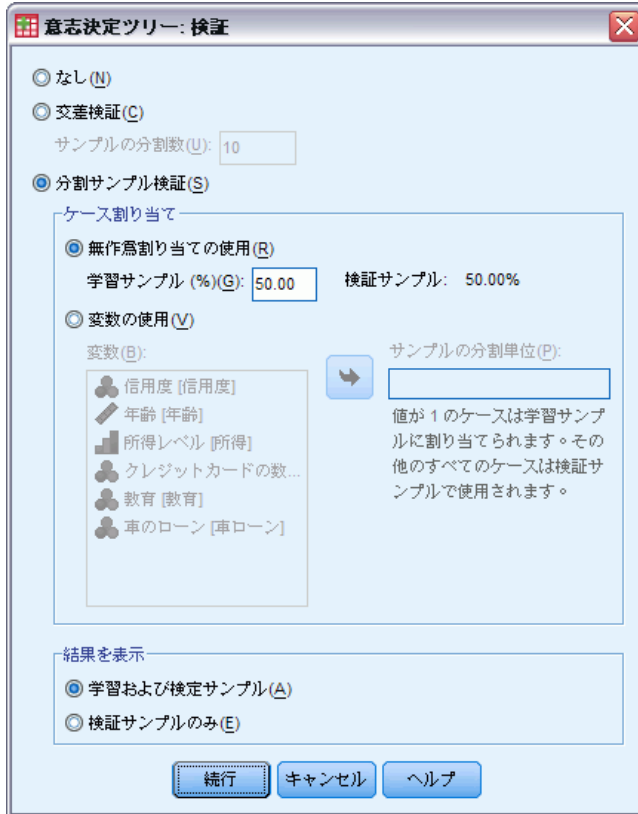 意志決定ツリー: 検証
なし(N)
交差検証(C)
サンプルの分割数(U): 10
分割サンプル検証(S)
ケース割り当て
無作為割り当ての使用(R)
学習サンプル (%)(G): 50.00 検証サンプル: 50.00%
変数の使用(V)
変数(B):
信用度 [信用度]
年齢 [年齢]
所得レベル [所得]
クレジットカードの数...
教育 [教育]
車のローン [車ローン]
サンプルの分割単位(P):
値が 1 のケースは学習サンプ
ルに割り当てられます。その
他のすべてのケースは検証サ
ンプルで使用されます。
結果を表示
学習および検定サンプル(A)
検証サンプルのみ(E)
続行 キャンセル ヘルプ